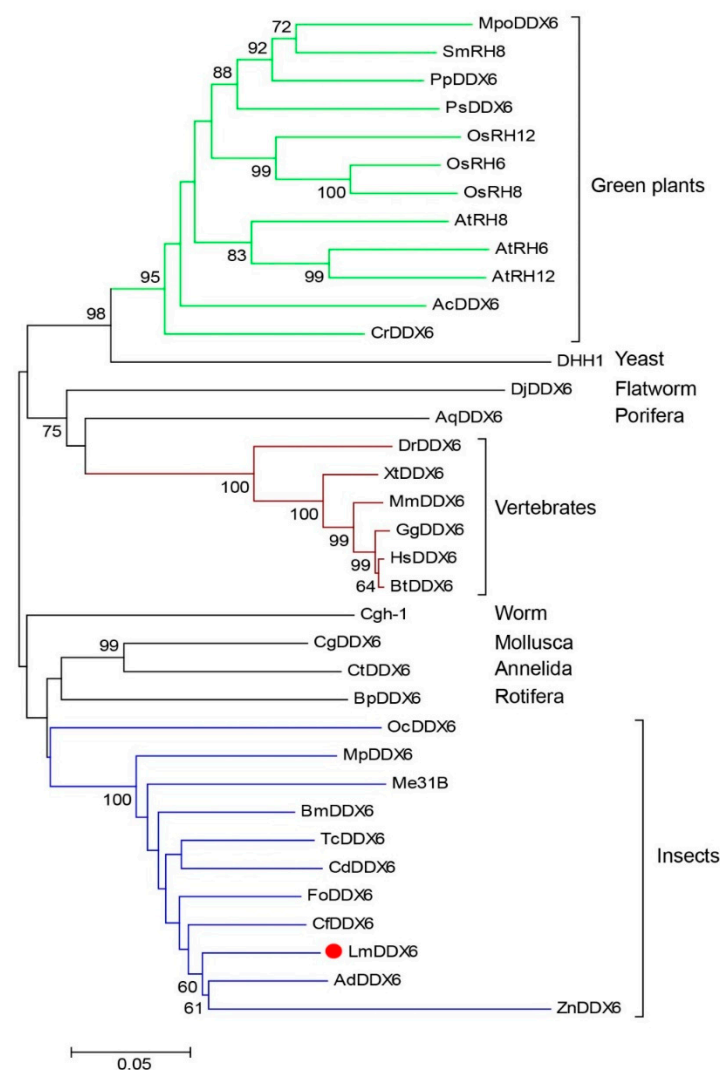 72 MpoDDX6
92 SmRH8
88 PpDDX6
PsDDX6
OsRH12
99 OsRH6
100 OsRH8
Green plants
AtRH8
83 AtRH6
99 AtRH12
95 AcDDX6
98 CrDDX6
DHH1 Yeast
DjDDX6 Flatworm
75 AqDDX6 Porifera
DrDDX6
100 XtDDX6
100 MmDDX6
Vertebrates
99 GgDDX6
99 HsDDX6
64 BtDDX6
Cgh-1 Worm
99 CgDDX6 Mollusca
CtDDX6 Annelida
BpDDX6 Rotifera
OcDDX6
MpDDX6
100 Me31B
BmDDX6
TcDDX6
Insects
CdDDX6
FoDDX6
CfDDX6
LmDDX6
60 AdDDX6
61 ZnDDX6
0.05